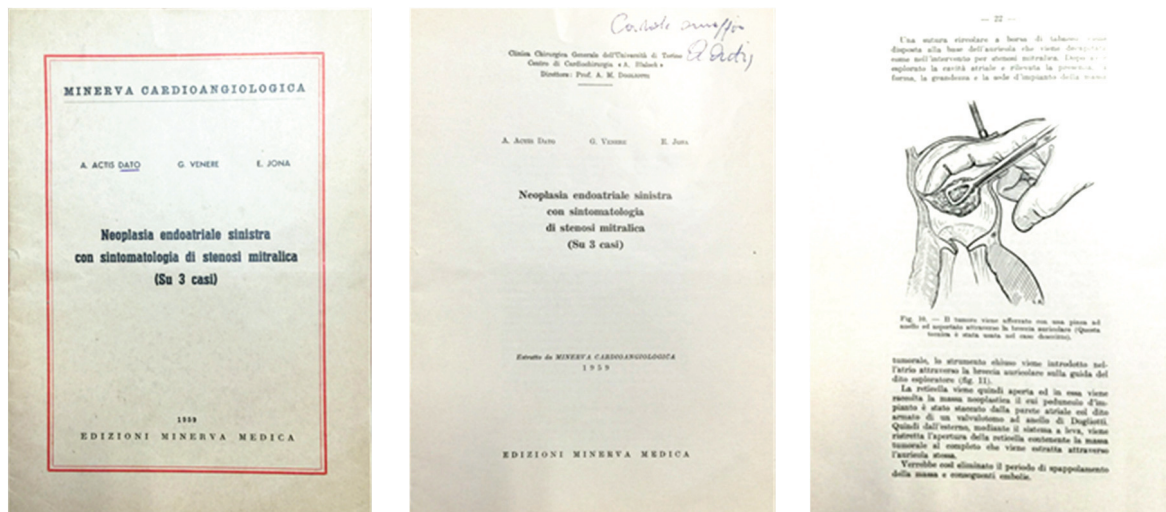 MINERVA CARDIOANGIOLOGICA
A. ACTIS DATO G. VENERE E. JONA
Neoplasia endoatriale sinistra
con sintomatologia di stenosi mitralica
(Su 3 casi)
1959
EDIZIONI MINERVA MEDICA
Clinica Chirurgica Generale dell'Università di Torino
Centro di Cardiochirurgia « A. Blalock »
Direttore: Prof. A. M. Dogliotti
A. Actis Dato G. Venere E. Jona
Neoplasia endoatriale sinistra
con sintomatologia
di stenosi mitralica
(Su 3 casi)
Estratto da MINERVA CARDIOANGIOLOGICA
1959
EDIZIONI MINERVA MEDICA
— 22 —
Una sutura circolare a borsa di tabacco viene
disposta alla base dell'auricola che viene decapitata
come nell'intervento per stenosi mitralica. Dopo
esplorato la cavità atriale e rilevata la presenza, la
forma, la grandezza e la sede d'impianto della massa
Fig. 10. — Il tumore viene afferrato con una pinza ad
anello ed asportato attraverso la breccia auricolare (Questa
tecnica è stata usata nel caso descritto).
tumorale, lo strumento chiuso viene introdotto nel-
l'atrio attraverso la breccia auricolare sulla guida del
dito esploratore (fig. 11).
La reticella viene quindi aperta ed in essa viene
raccolta la massa neoplastica il cui peduncolo d'im-
pianto è stato staccato dalla parete atriale col dito
armato di un valvulotomo ad anello di Dogliotti.
Quindi dall'esterno, mediante il sistema a leva, viene
ristretta l'apertura della reticella contenente la massa
tumorale al completo che viene estratta attraverso
l'auricola stessa.
Verrebbe così eliminato il periodo di spappolamento
della massa e conseguenti embolie.